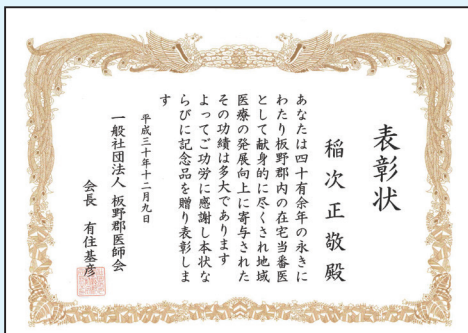 表彰状
稲次正敬殿
あなたは四十有余年の永きに
わたり板野郡内の在宅当番医
として献身的に尽くされ地域
医療の発展向上に寄与された
その功績は多大であります
よってご功労に感謝し本状な
らびに記念品を贈り表彰しま
す
平成三十年十二月九日
一般社団法人 板野郡医師会
会長 有住基彦